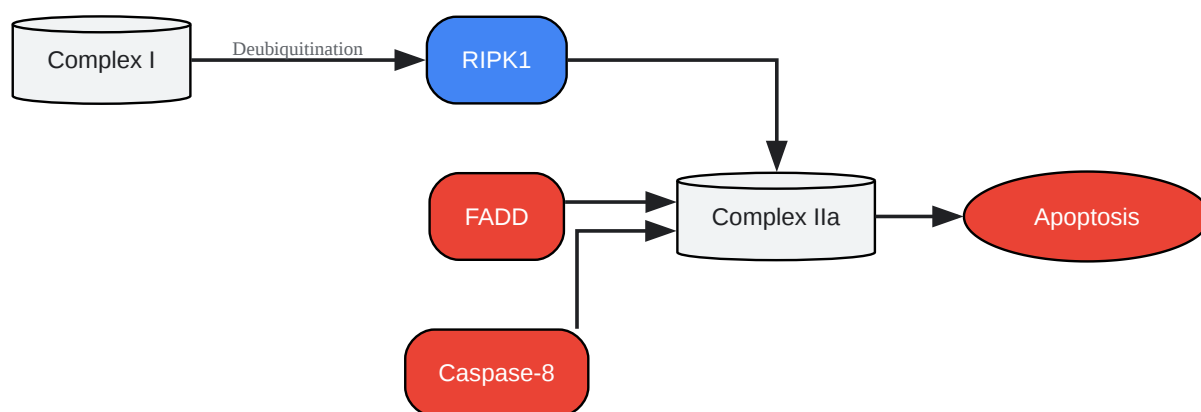 Complex I
Deubiquitination
RIPK1
FADD
Complex IIa
Apoptosis
Caspase-8